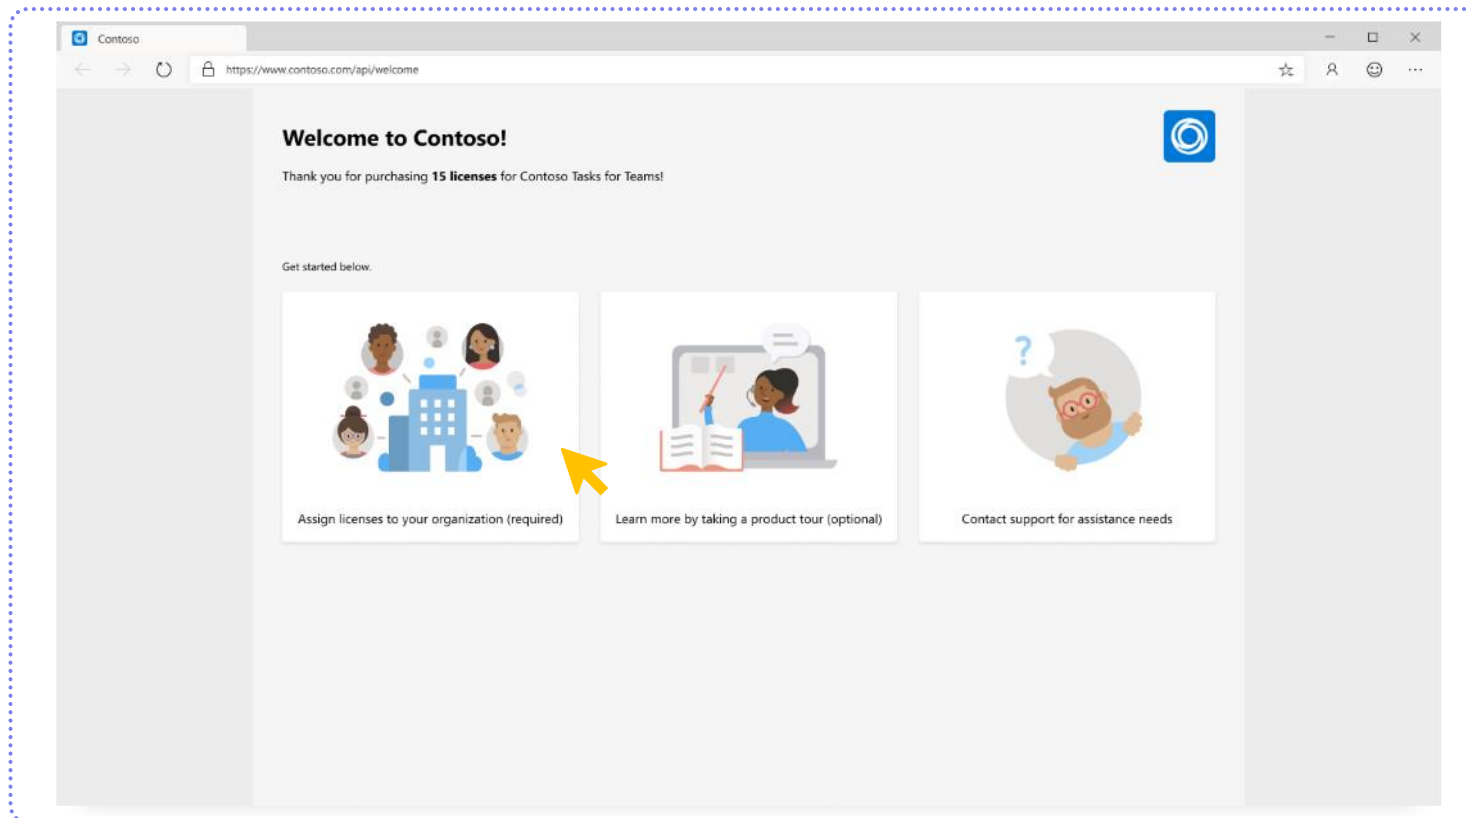 Contoso
https://www.contoso.com/api/welcome
Welcome to Contoso!
Thank you for purchasing 15 licenses for Contoso Tasks for Teams!
Get started below.
?
Assign licenses to your organization (required)
Learn more by taking a product tour (optional)
Contact support for assistance needs